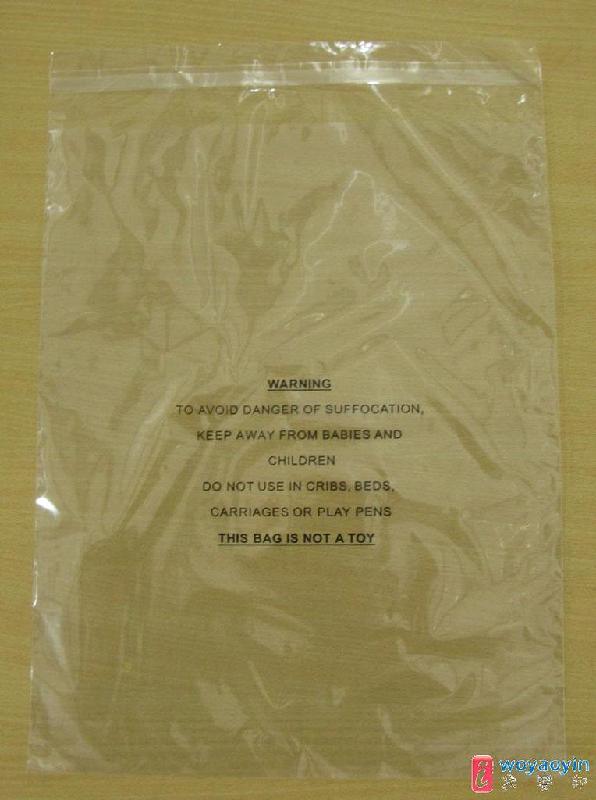 WARNING
TO AVOID DANGER OF SUFFOCATION,
KEEP AWAY FROM BABIES AND
CHILDREN
DO NOT USE IN CRIBS, BEDS,
CARRIAGES OR PLAY PENS
THIS BAG IS NOT A TOY
woyaoyin